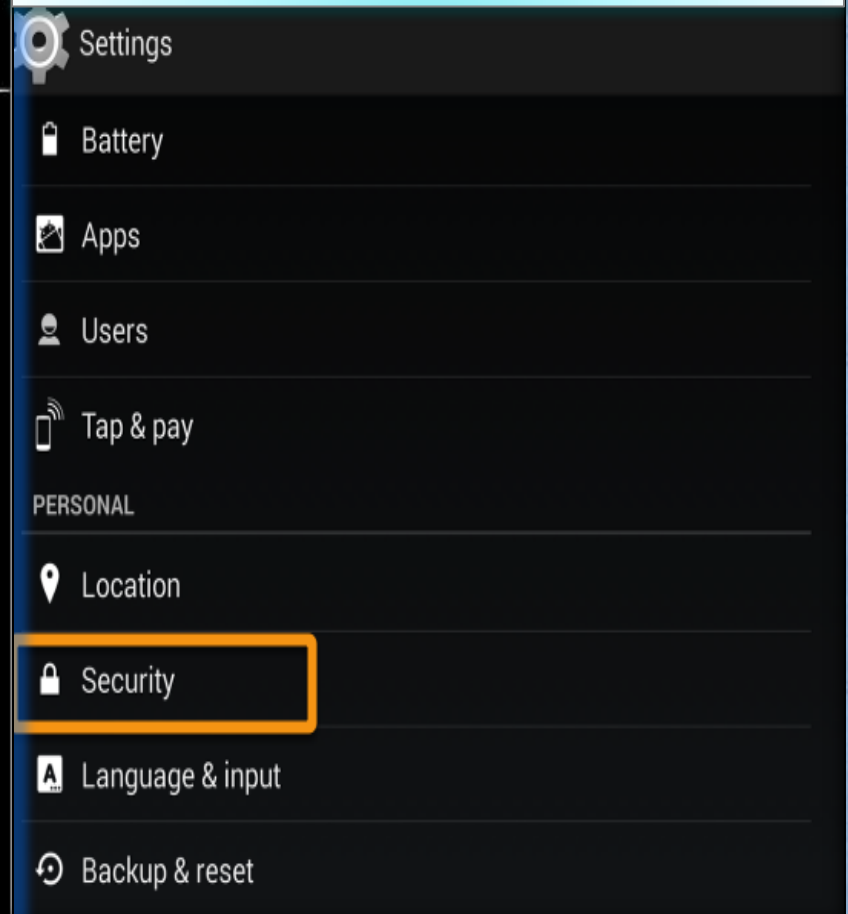 Settings
Battery
Apps
Users
Tap & pay
PERSONAL
Location
Security
Language & input
Backup & reset